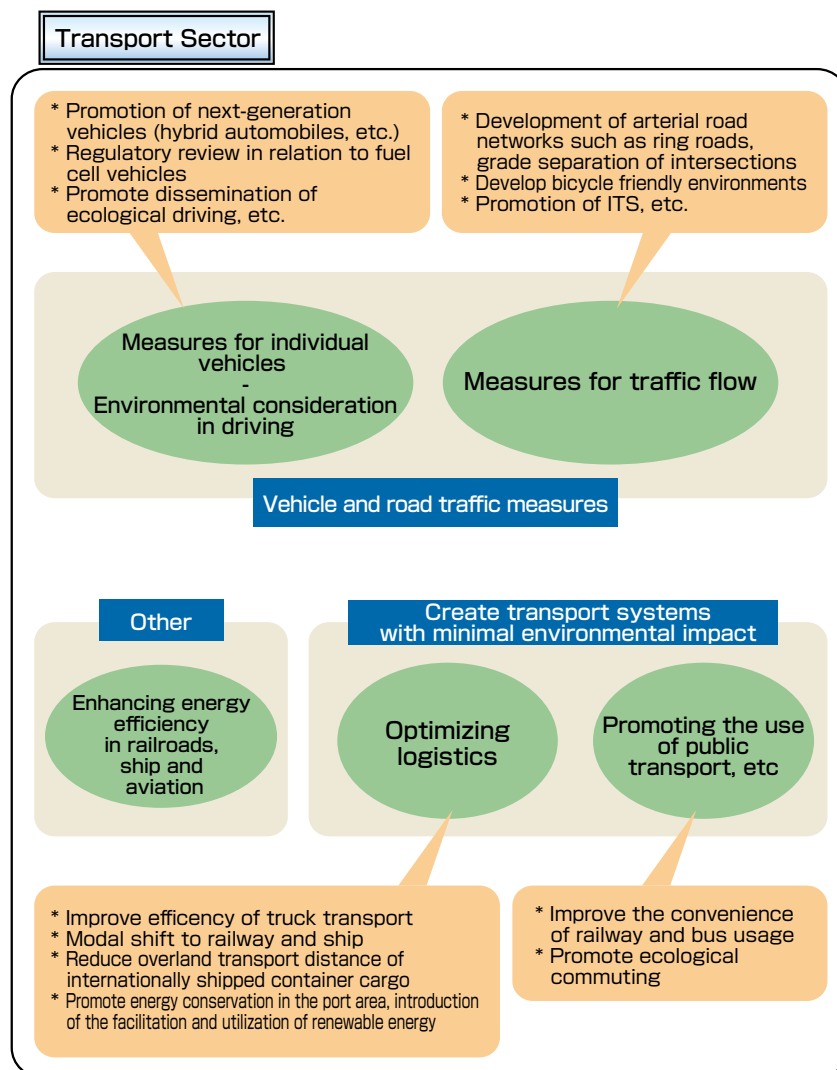 Transport Sector
* Promotion of next-generation
vehicles (hybrid automobiles, etc.)
* Regulatory review in relation to fuel
cell vehicles
* Promote dissemination of
ecological driving, etc.
* Development of arterial road
networks such as ring roads,
grade separation of intersections
* Develop bicycle friendly environments
* Promotion of ITS, etc.
Measures for individual
vehicles
-
Environmental consideration
in driving
Measures for traffic flow
Vehicle and road traffic measures
Other
Enhancing energy
efficiency
in railroads,
ship and
aviation
Create transport systems
with minimal environmental impact
Optimizing
logistics
Promoting the use
of public
transport, etc
* Improve efficency of truck transport
* Modal shift to railway and ship
* Reduce overland transport distance of
internationally shipped container cargo
* Promote energy conservation in the port area, introduction
of the facilitation and utilization of renewable energy
* Improve the convenience
of railway and bus usage
* Promote ecological
commuting